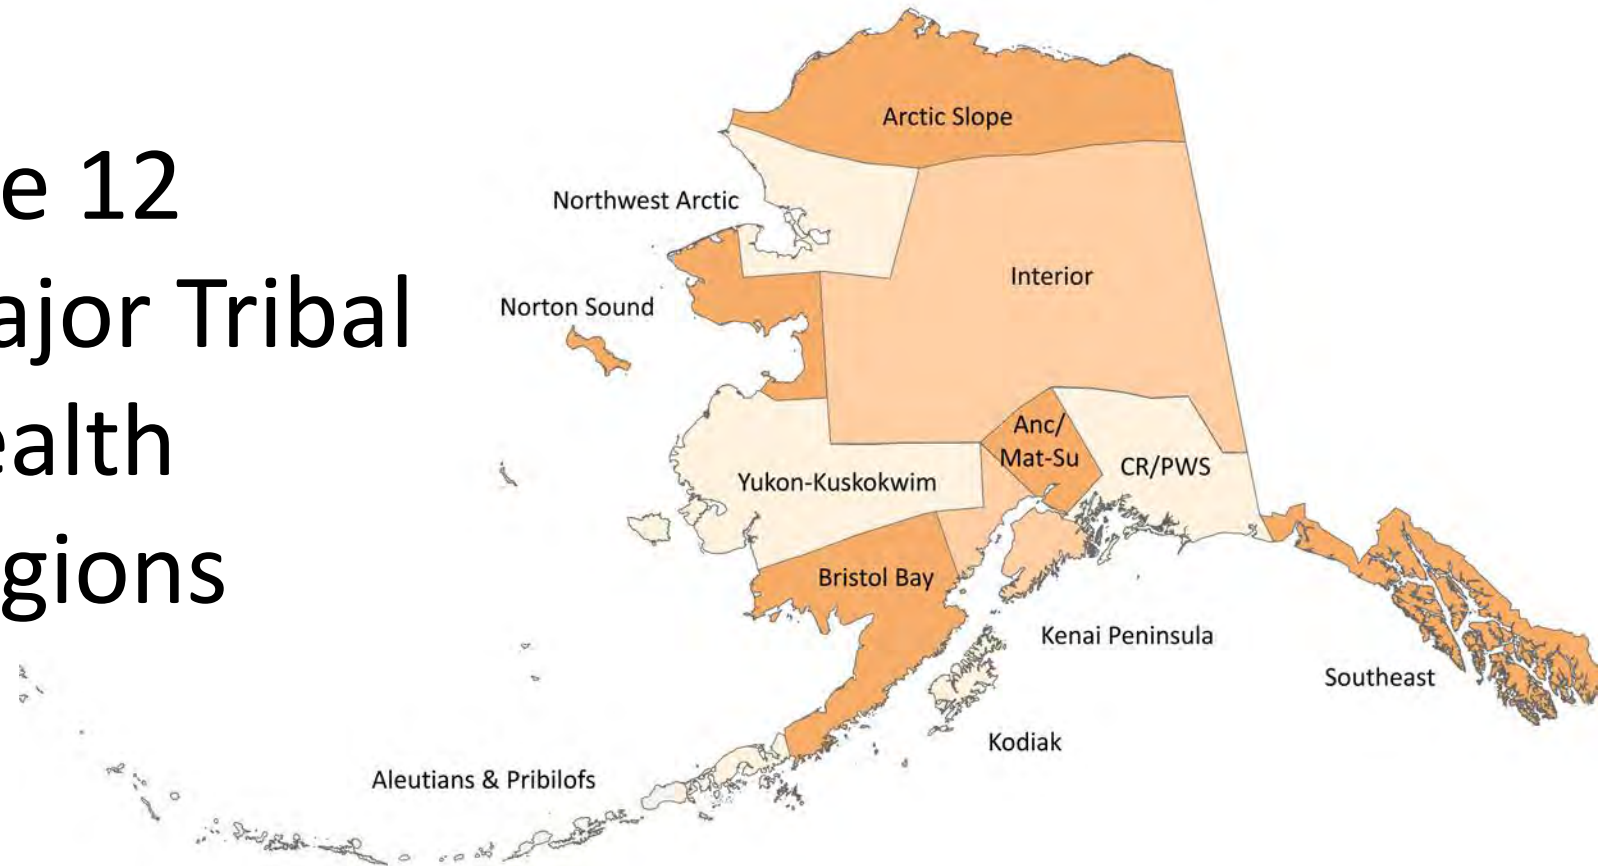 e 12
ajor Tribal
ealth
gions
Arctic Slope
Northwest Arctic
Interior
Norton Sound
Anc/
Mat-Su
CR/PWS
Yukon-Kuskokwim
Bristol Bay
Kenai Peninsula
Southeast
Kodiak
Aleutians & Pribilofs